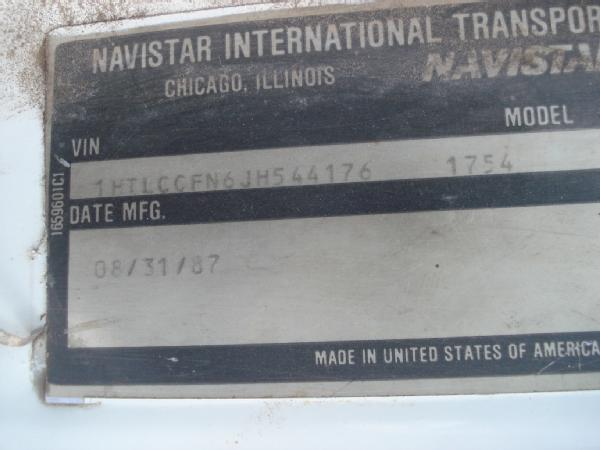 NAVISTAR INTERNATIONAL TRANSPOR
CHICAGO, ILLINOIS NAVISTA
MODEL
VIN
1HTLCCFN6JH544176 1754
DATE MFG.
08/31/87
MADE IN UNITED STATES OF AMERICA
1659601C1